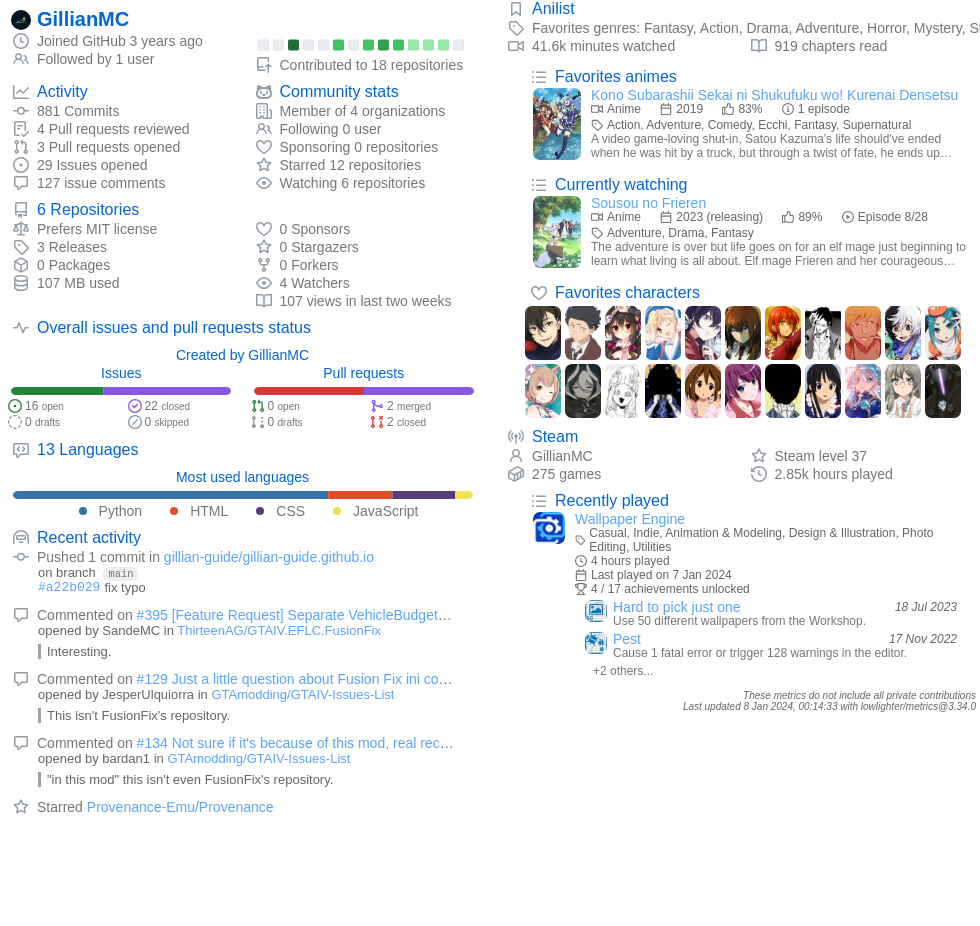 GillianMC
Joined GitHub 3 years ago
Followed by 1 user
Contributed to 18 repositories
Activity
881 Commits
4 Pull requests reviewed
3 Pull requests opened
29 Issues opened
127 issue comments
Community stats
Member of 4 organizations
Following 0 user
Sponsoring 0 repositories
Starred 12 repositories
Watching 6 repositories
6 Repositories
Prefers MIT license
3 Releases
0 Packages
107 MB used
0 Sponsors
0 Stargazers
0 Forkers
4 Watchers
107 views in last two weeks
Overall issues and pull requests status
Created by GillianMC
Issues
16 open
22 closed
0 drafts
0 skipped
Pull requests
0 open
2 merged
0 drafts
2 closed
13 Languages
Most used languages
Python HTML CSS JavaScript
Recent activity
Pushed 1 commit in gillian-guide/gillian-guide.github.io
on branch main
#a22b029 fix typo
Commented on #395 [Feature Request] Separate VehicleBudget…
opened by SandeMC in ThirteenAG/GTAIV.EFLC.FusionFix
Interesting.
Commented on #129 Just a little question about Fusion Fix ini co…
opened by JesperUlquiorra in GTAmodding/GTAIV-Issues-List
This isn't FusionFix's repository.
Commented on #134 Not sure if it's because of this mod, real rec…
opened by bardan1 in GTAmodding/GTAIV-Issues-List
"in this mod" this isn't even FusionFix's repository.
Starred Provenance-Emu/Provenance
Anilist
Favorites genres: Fantasy, Action, Drama, Adventure, Horror, Mystery, Sl
41.6k minutes watched
919 chapters read
Favorites animes
Kono Subarashii Sekai ni Shukufuku wo! Kurenai Densetsu
Anime 2019 83% 1 episode
Action, Adventure, Comedy, Ecchi, Fantasy, Supernatural
A video game-loving shut-in, Satou Kazuma's life should've ended
when he was hit by a truck, but through a twist of fate, he ends up…
Currently watching
Sousou no Frieren
Anime 2023 (releasing) 89% Episode 8/28
Adventure, Drama, Fantasy
The adventure is over but life goes on for an elf mage just beginning to
learn what living is all about. Elf mage Frieren and her courageous…
Favorites characters
Steam
GillianMC
Steam level 37
275 games
2.85k hours played
Recently played
Wallpaper Engine
Casual, Indie, Animation & Modeling, Design & Illustration, Photo
Editing, Utilities
4 hours played
Last played on 7 Jan 2024
4 / 17 achievements unlocked
Hard to pick just one 18 Jul 2023
Use 50 different wallpapers from the Workshop.
Pest 17 Nov 2022
Cause 1 fatal error or trigger 128 warnings in the editor.
+2 others...
These metrics do not include all private contributions
Last updated 8 Jan 2024, 00:14:33 with lowlighter/metrics@3.34.0